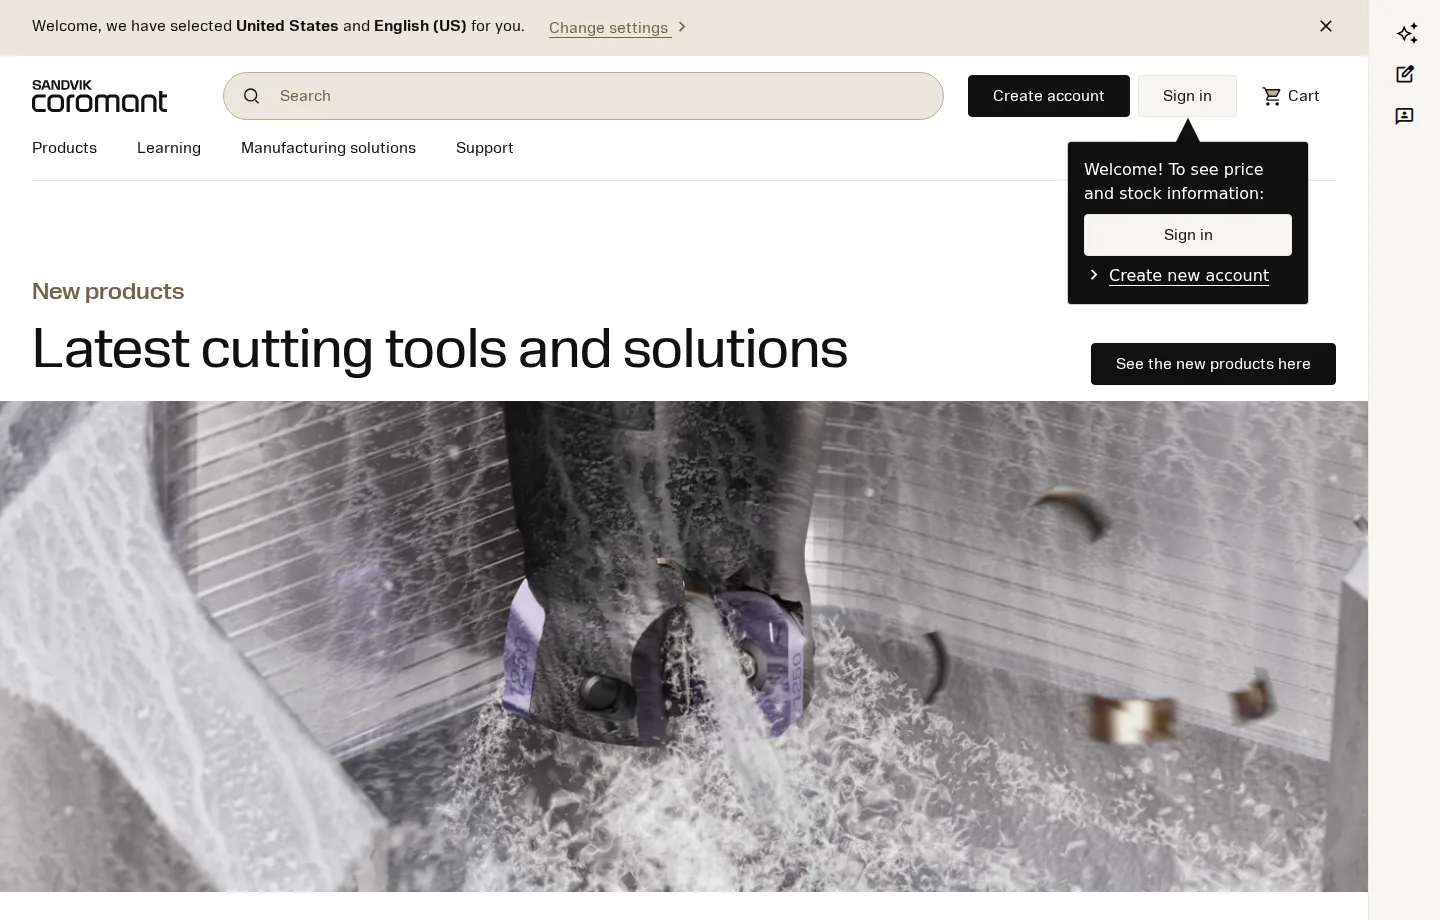 Welcome, we have selected United States and English (US) for you. Change settings
SANDVIK
coromant
Search
Create account
Sign in
Cart
Products
Learning
Manufacturing solutions
Support
Welcome! To see price
and stock information:
Sign in
Create new account
New products
Latest cutting tools and solutions
See the new products here
1250
1250